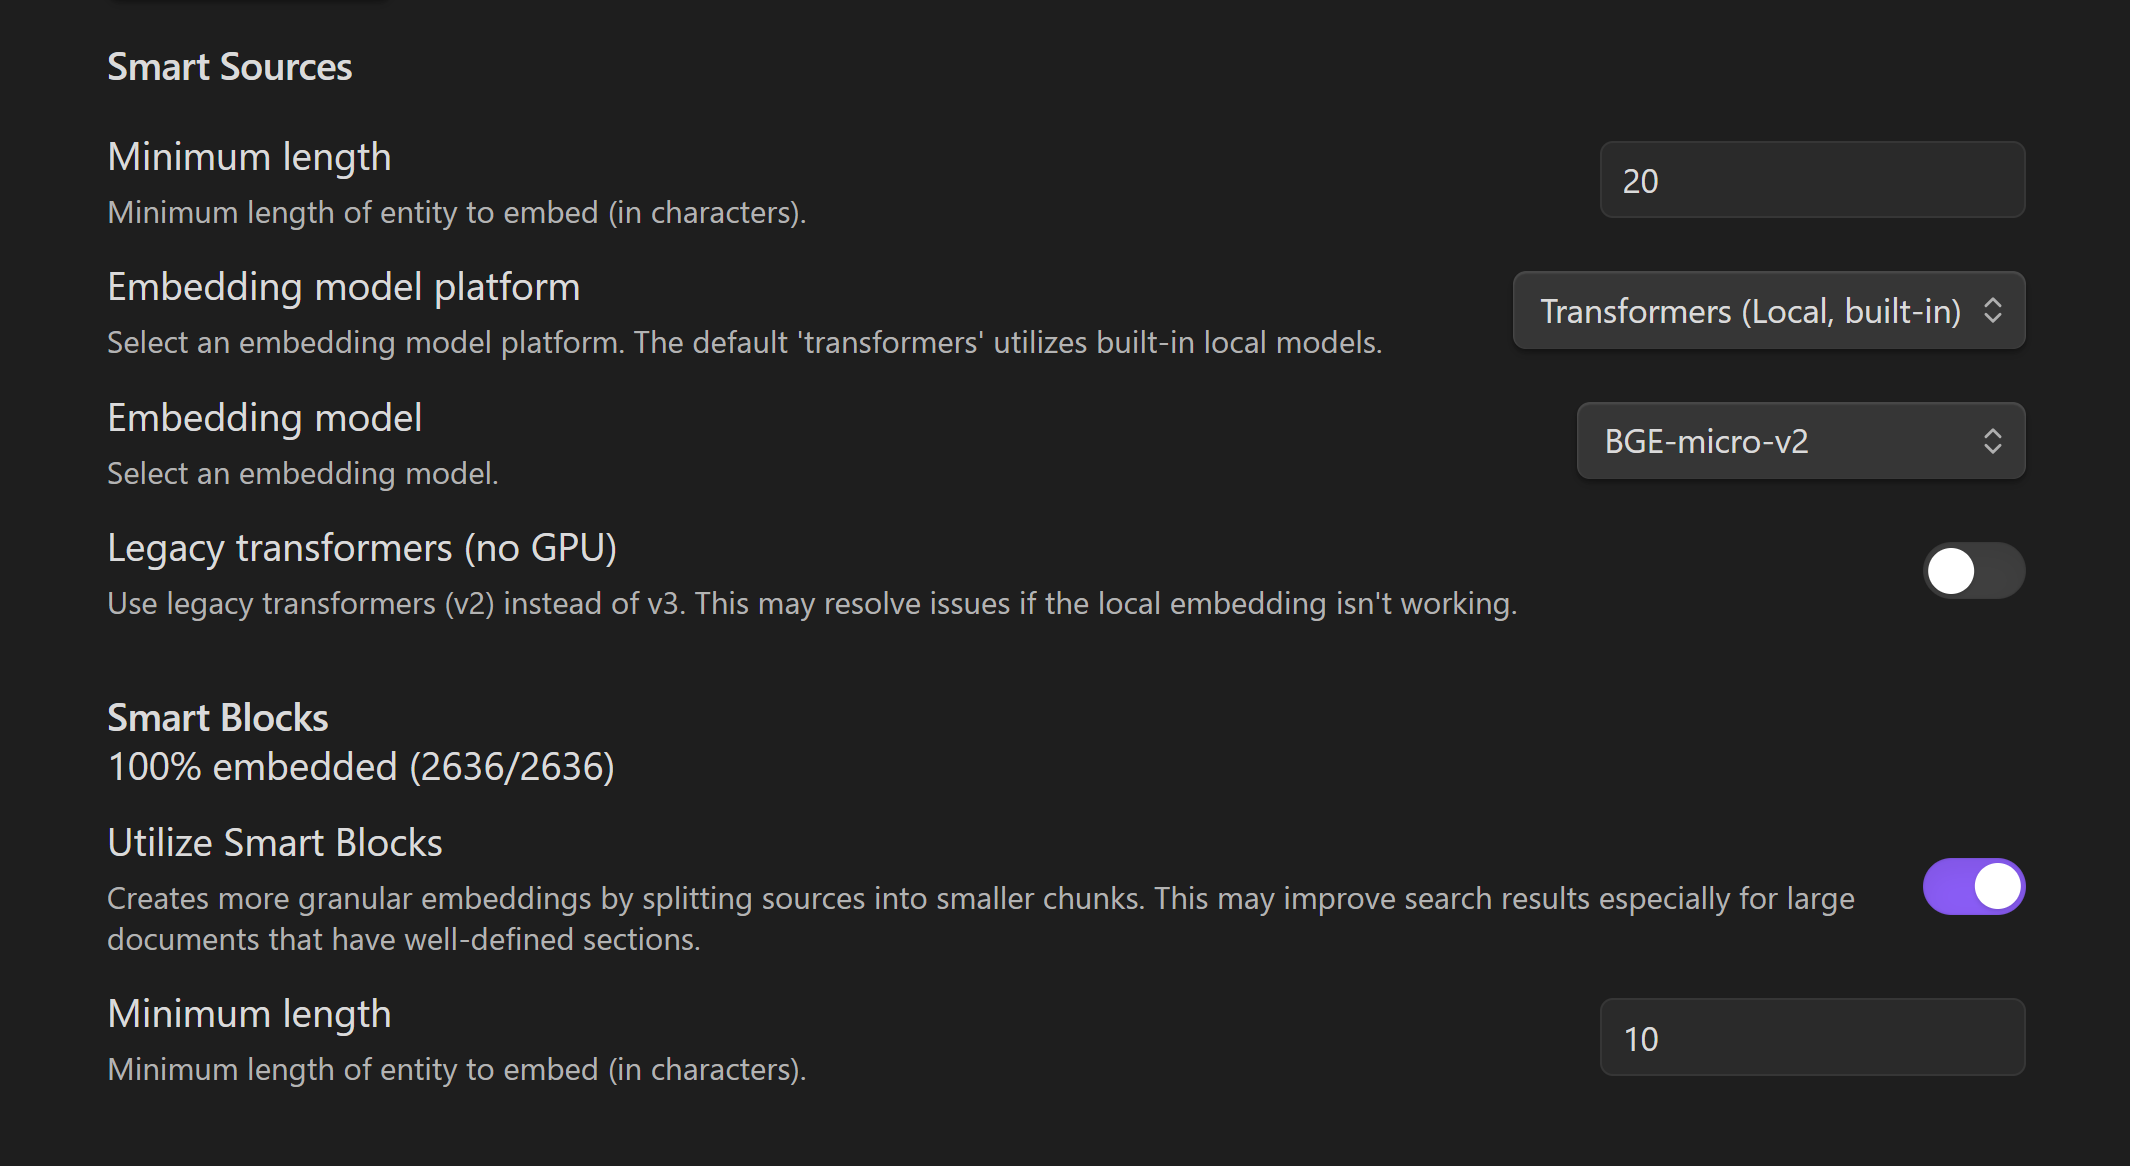 Smart Sources
Minimum length
20
Minimum length of entity to embed (in characters).
Embedding model platform
Transformers (Local, built-in)
Select an embedding model platform. The default 'transformers' utilizes built-in local models.
Embedding model
BGE-micro-v2
Select an embedding model.
Legacy transformers (no GPU)
Use legacy transformers (v2) instead of v3. This may resolve issues if the local embedding isn't working.
Smart Blocks
100% embedded (2636/2636)
Utilize Smart Blocks
Creates more granular embeddings by splitting sources into smaller chunks. This may improve search results especially for large
documents that have well-defined sections.
Minimum length
10
Minimum length of entity to embed (in characters).